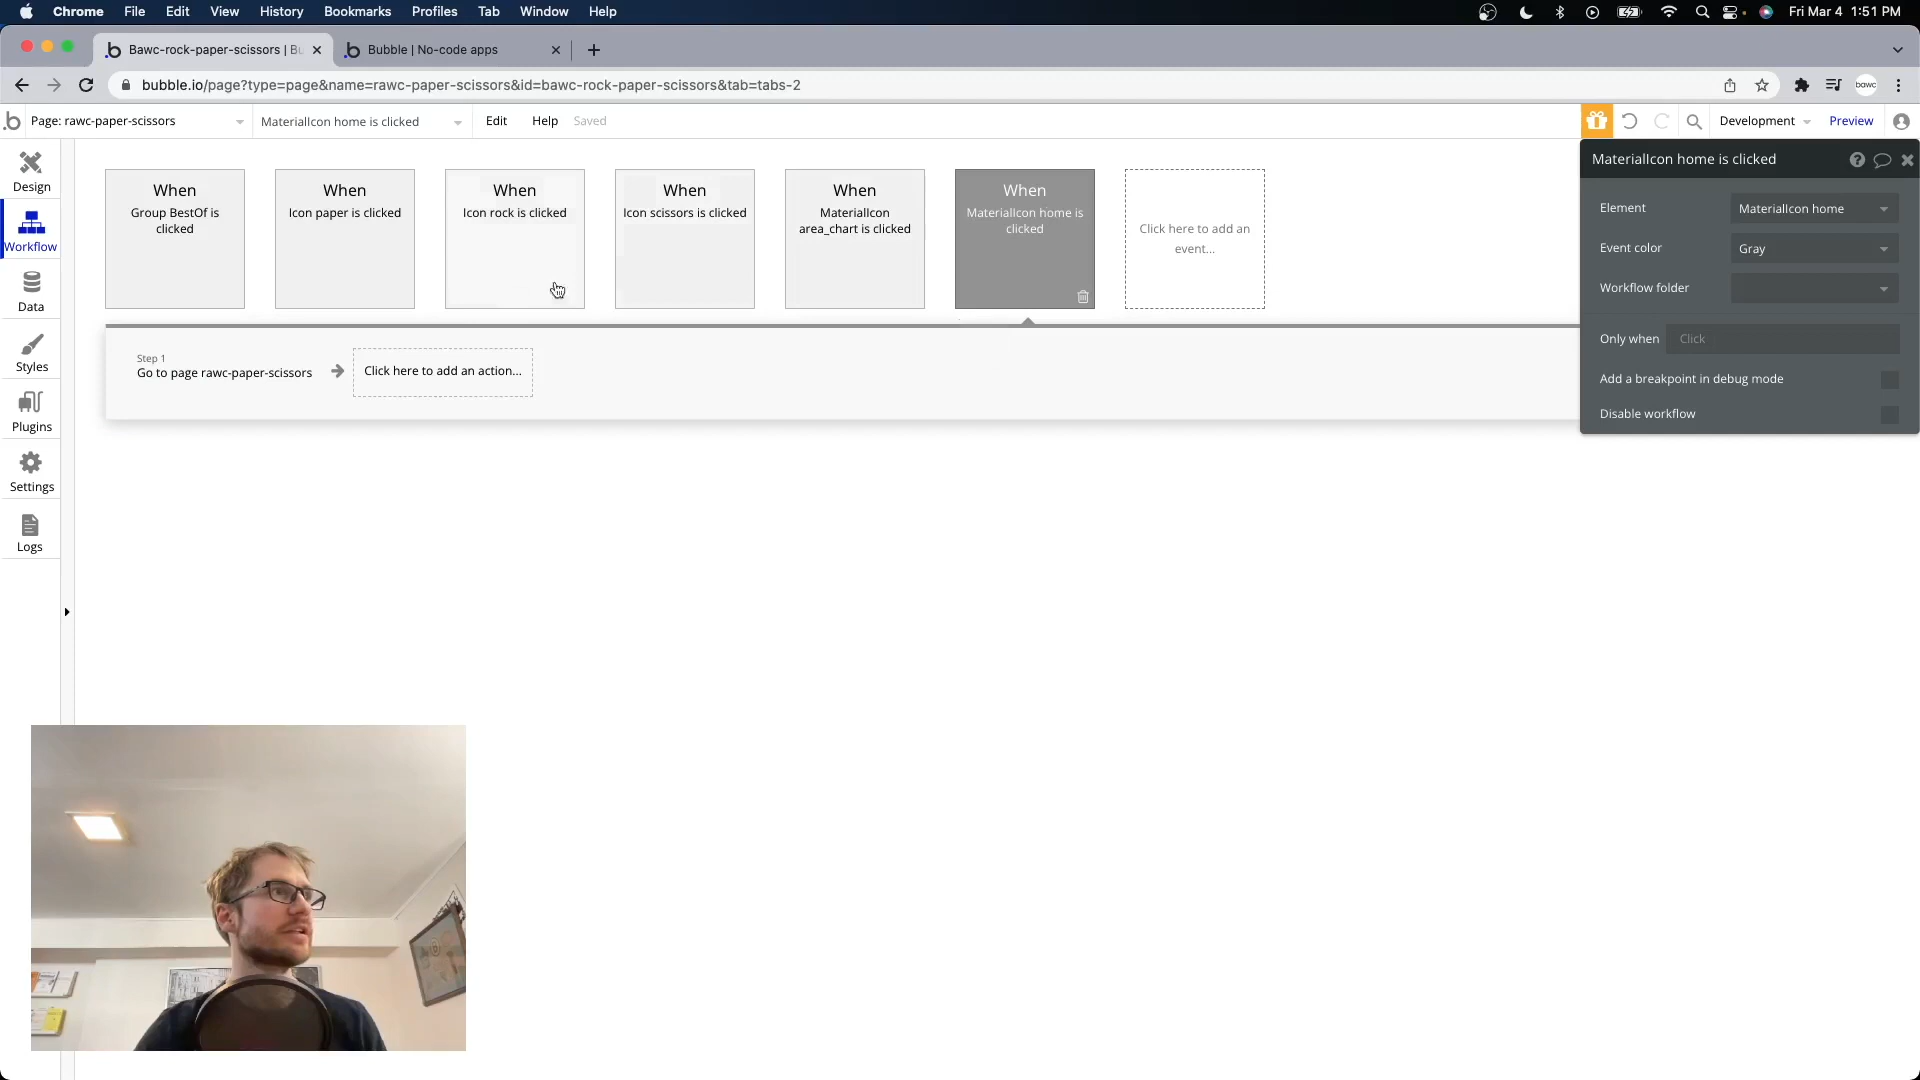 Chrome File Edit View History Bookmarks Profiles Tab Window Help Fri Mar 4 1:51 PM
Bawc-rock-paper-scissors | Bu
Bubble | No-code apps
bubble.io/page?type=page&name=rawc-paper-scissors&id=bawc-rock-paper-scissors&tab=tabs-2
bawc
Page: rawc-paper-scissors
MaterialIcon home is clicked
Edit Help Saved
Development Preview
Design
Workflow
Data
Styles
Plugins
Settings
Logs
When
Group BestOf is
clicked
When
Icon paper is clicked
When
Icon rock is clicked
When
Icon scissors is clicked
When
MaterialIcon
area_chart is clicked
When
MaterialIcon home is
clicked
Click here to add an
event...
Step 1
Go to page rawc-paper-scissors
Click here to add an action...
MaterialIcon home is clicked
Element MaterialIcon home
Event color Gray
Workflow folder
Only when Click
Add a breakpoint in debug mode
Disable workflow